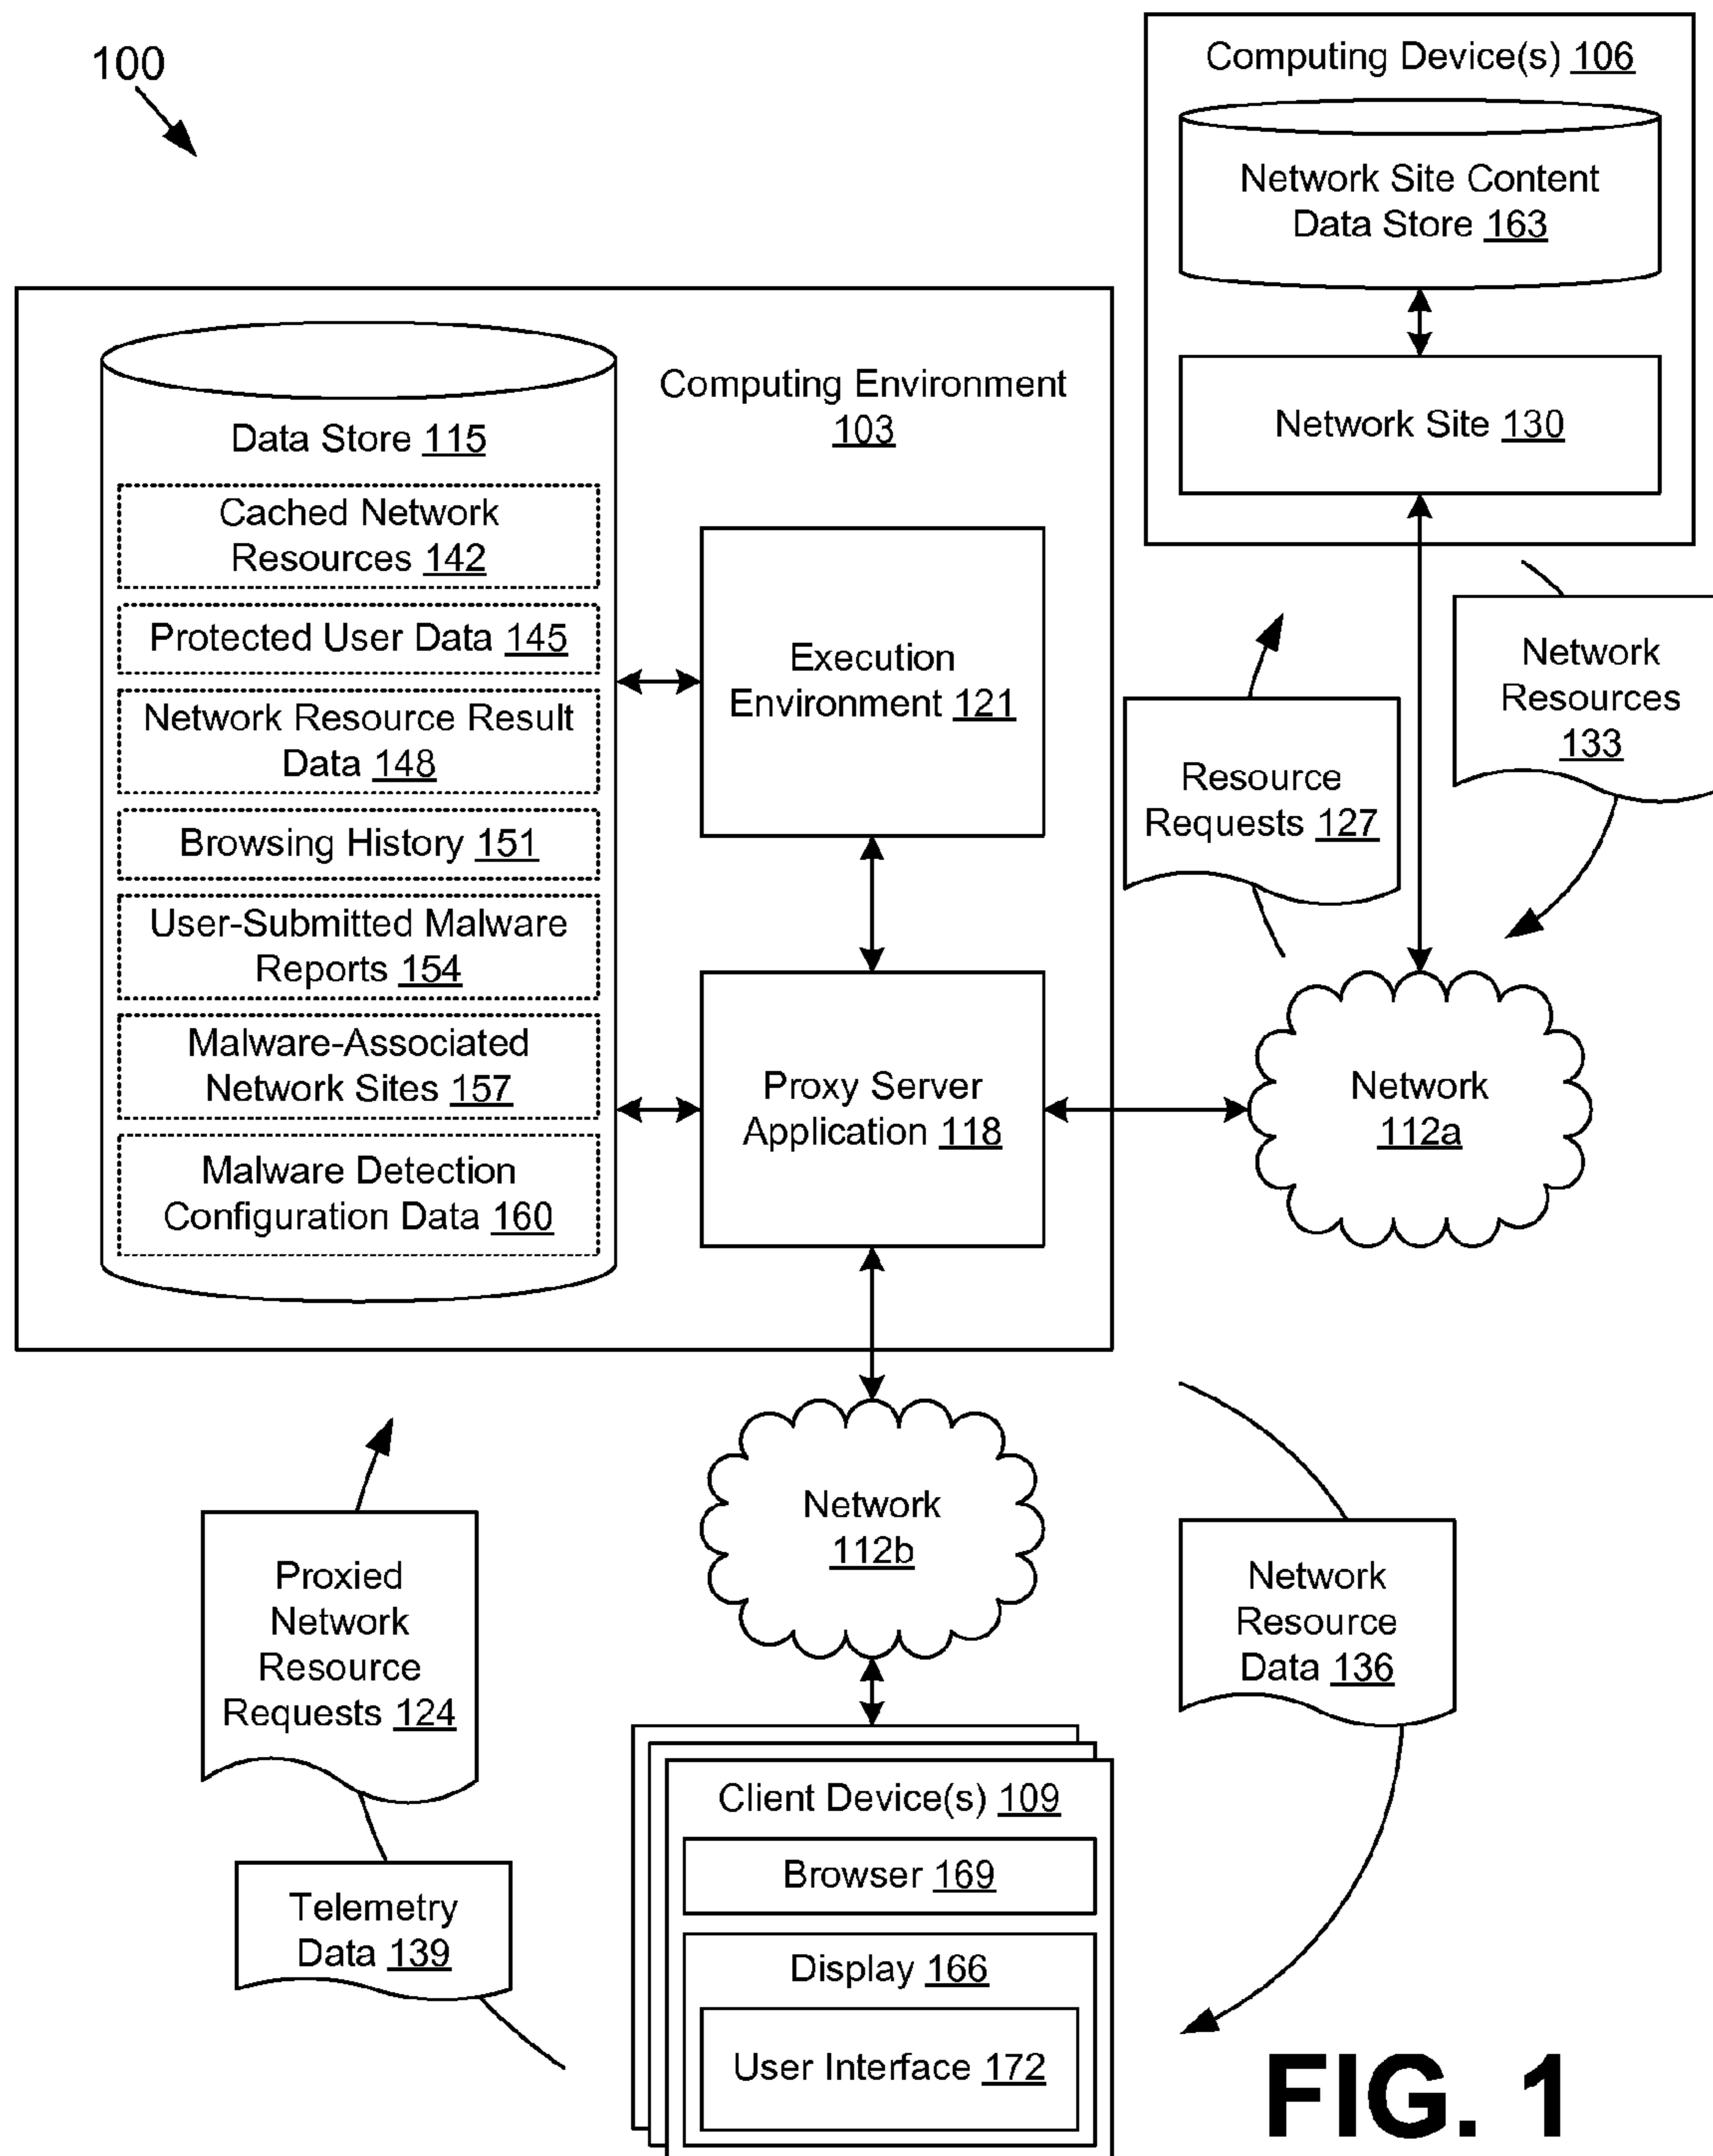 100
Computing Device(s) 106
Network Site Content
Data Store 163
Network Site 130
Computing Environment
103
Data Store 115
Cached Network
Resources 142
Protected User Data 145
Network Resource Result
Data 148
Browsing History 151
User-Submitted Malware
Reports 154
Malware-Associated
Network Sites 157
Malware Detection
Configuration Data 160
Execution
Environment 121
Proxy Server
Application 118
Resource
Requests 127
Network
Resources
133
Network
112a
Network
112b
Proxied
Network
Resource
Requests 124
Telemetry
Data 139
Network
Resource
Data 136
Client Device(s) 109
Browser 169
Display 166
User Interface 172
FIG. 1